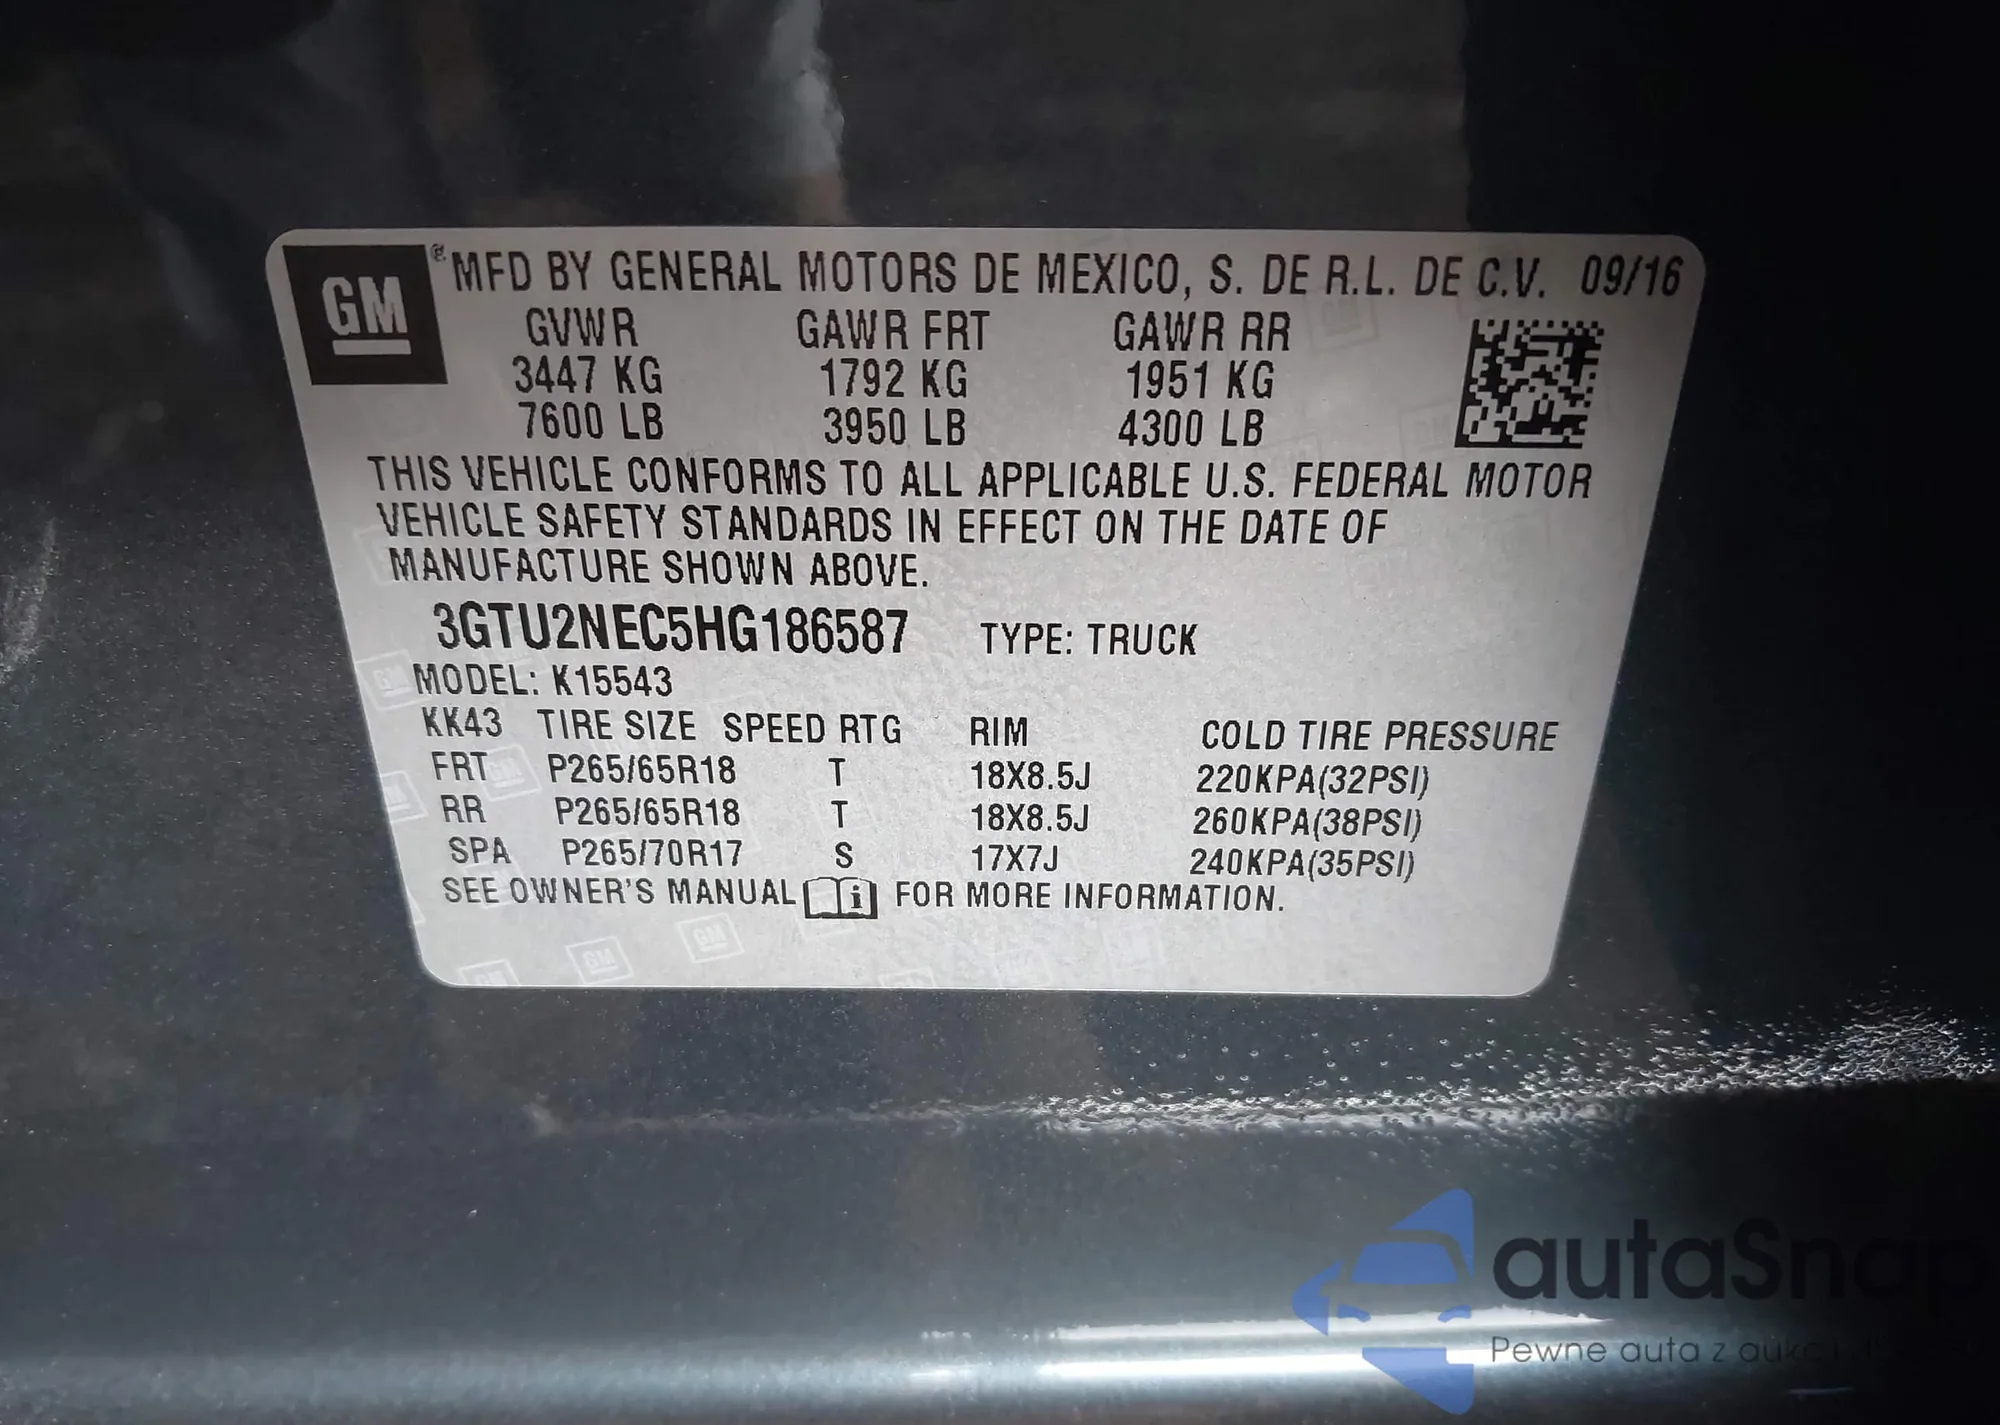 GM
® MFD BY GENERAL MOTORS DE MEXICO, S. DE R.L. DE C.V. 09/16
GVWR GAWR FRT GAWR RR
3447 KG 1792 KG 1951 KG
7600 LB 3950 LB 4300 LB
THIS VEHICLE CONFORMS TO ALL APPLICABLE U.S. FEDERAL MOTOR
VEHICLE SAFETY STANDARDS IN EFFECT ON THE DATE OF
MANUFACTURE SHOWN ABOVE.
3GTU2NEC5HG186587 TYPE: TRUCK
MODEL: K15543
KK43 TIRE SIZE SPEED RTG RIM COLD TIRE PRESSURE
FRT P265/65R18 T 18X8.5J 220KPA(32PSI)
RR P265/65R18 T 18X8.5J 260KPA(38PSI)
SPA P265/70R17 S 17X7J 240KPA(35PSI)
SEE OWNER'S MANUAL i FOR MORE INFORMATION.
autaSnap
Pewne auta z